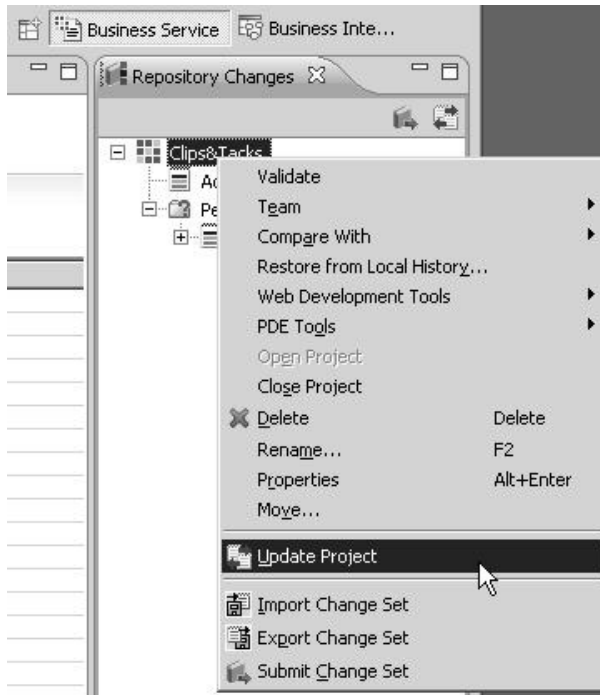 Business Service Business Inte...
Repository Changes
Clips&Tacks
Validate
Team
Compare With
Restore from Local History...
Web Development Tools
PDE Tools
Open Project
Close Project
Delete Delete
Rename... F2
Properties Alt+Enter
Move...
Update Project
Import Change Set
Export Change Set
Submit Change Set